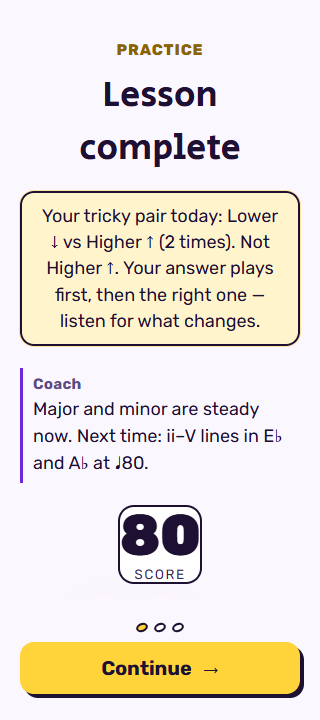 PRACTICE
Lesson
complete
Your tricky pair today: Lower
↓ vs Higher ↑ (2 times). Not
Higher ↑. Your answer plays
first, then the right one —
listen for what changes.
Coach
Major and minor are steady
now. Next time: ii–V lines in E♭
and A♭ at ♩80.
80
SCORE
Continue →